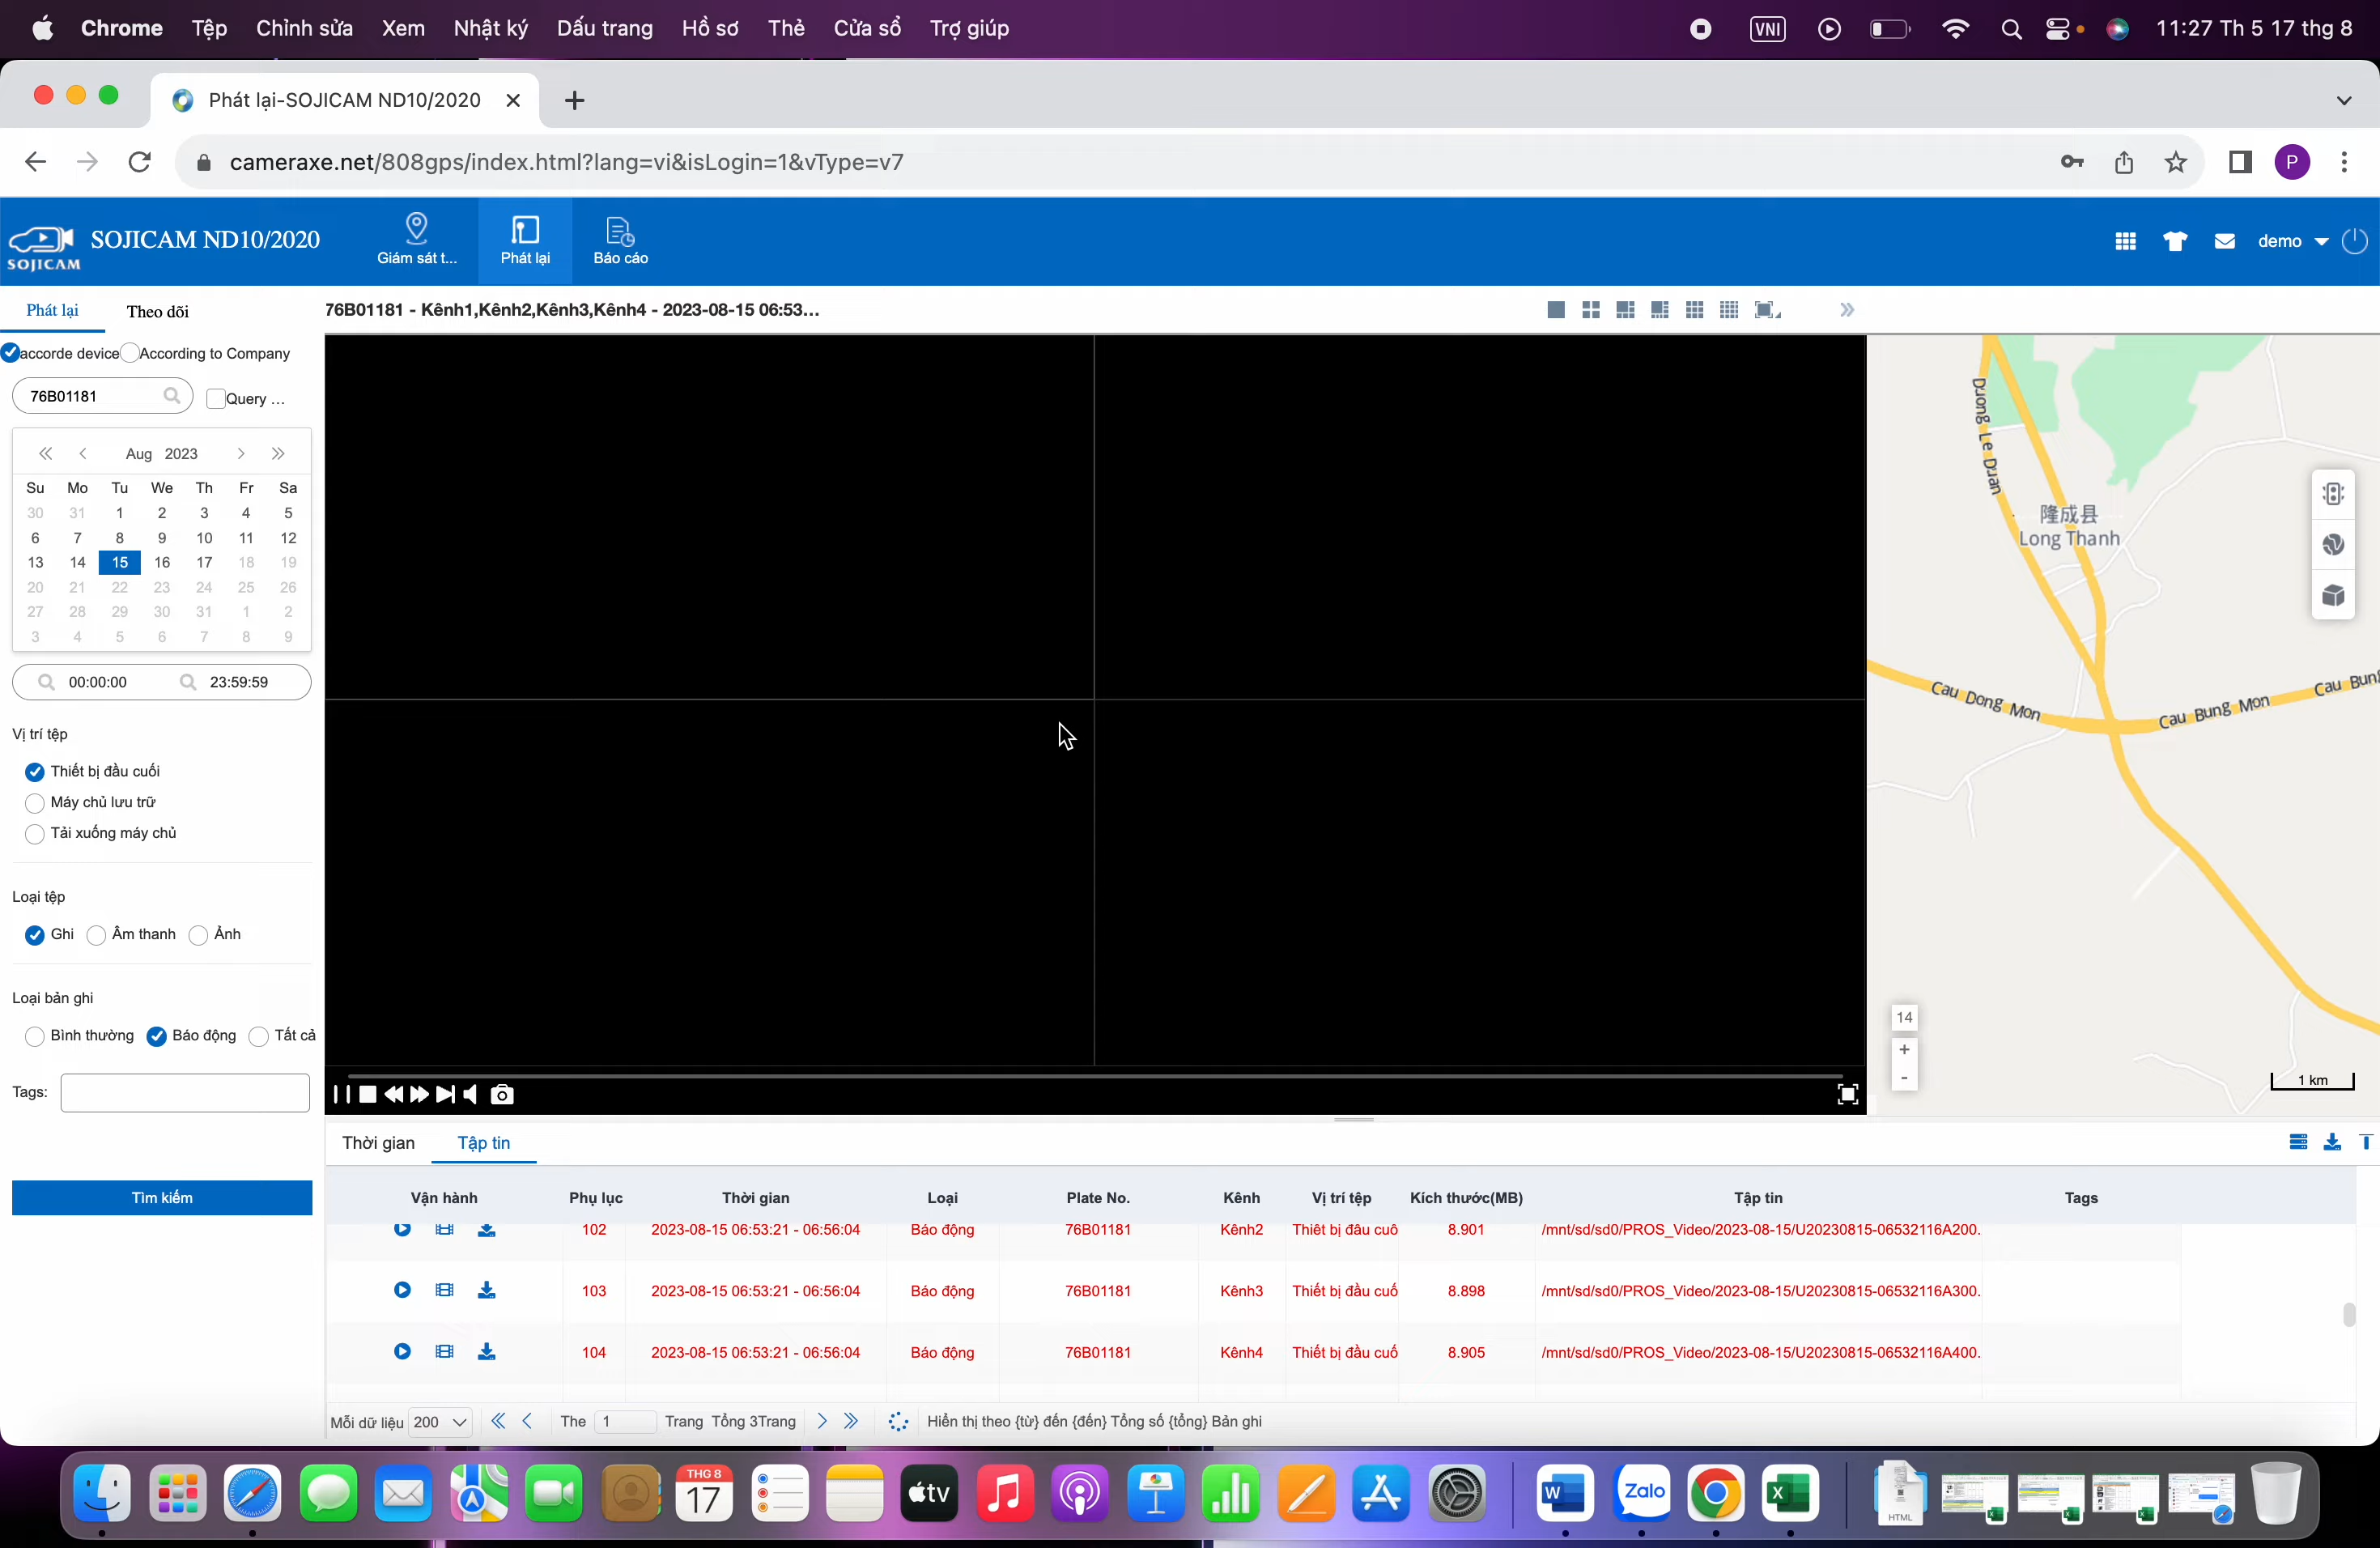 Chrome Tệp Chỉnh sửa Xem Nhật ký Dấu trang Hồ sơ Thẻ Cửa sổ Trợ giúp VNI 11:27 Th 5 17 thg 8
Phát lại-SOJICAM ND10/2020
cameraxe.net/808gps/index.html?lang=vi&isLogin=1&vType=v7 P
SOJICAM
SOJICAM ND10/2020
Giám sát t... Phát lại Báo cáo demo
Phát lại Theo dõi
76B01181 - Kênh1,Kênh2,Kênh3,Kênh4 - 2023-08-15 06:53...
accorde device According to Company
76B01181 Query ...
Aug 2023
Su Mo Tu We Th Fr Sa
30 31 1 2 3 4 5
6 7 8 9 10 11 12
13 14 15 16 17 18 19
20 21 22 23 24 25 26
27 28 29 30 31 1 2
3 4 5 6 7 8 9
00:00:00 23:59:59
Vị trí tệp
Thiết bị đầu cuối
Máy chủ lưu trữ
Tải xuống máy chủ
Loại tệp
Ghi Âm thanh Ảnh
Loại bản ghi
Bình thường Báo động Tất cả
Tags:
Tìm kiếm
Duong Le Duan
隆成县
Long Thanh
Cau Dong Mon
Cau Bung Mon
Cau Bung
14
+
-
1 km
Thời gian Tập tin
Vận hành Phụ lục Thời gian Loại Plate No. Kênh Vị trí tệp Kích thước(MB) Tập tin Tags
102 2023-08-15 06:53:21 - 06:56:04 Báo động 76B01181 Kênh2 Thiết bị đầu cuố 8.901 /mnt/sd/sd0/PROS_Video/2023-08-15/U20230815-06532116A200.
103 2023-08-15 06:53:21 - 06:56:04 Báo động 76B01181 Kênh3 Thiết bị đầu cuố 8.898 /mnt/sd/sd0/PROS_Video/2023-08-15/U20230815-06532116A300.
104 2023-08-15 06:53:21 - 06:56:04 Báo động 76B01181 Kênh4 Thiết bị đầu cuố 8.905 /mnt/sd/sd0/PROS_Video/2023-08-15/U20230815-06532116A400.
Mỗi dữ liệu 200 The 1 Trang Tổng 3Trang Hiển thị theo {từ} đến {đến} Tổng số {tổng} Bản ghi
THG 8
17
tv
W
Zalo
X
HTML